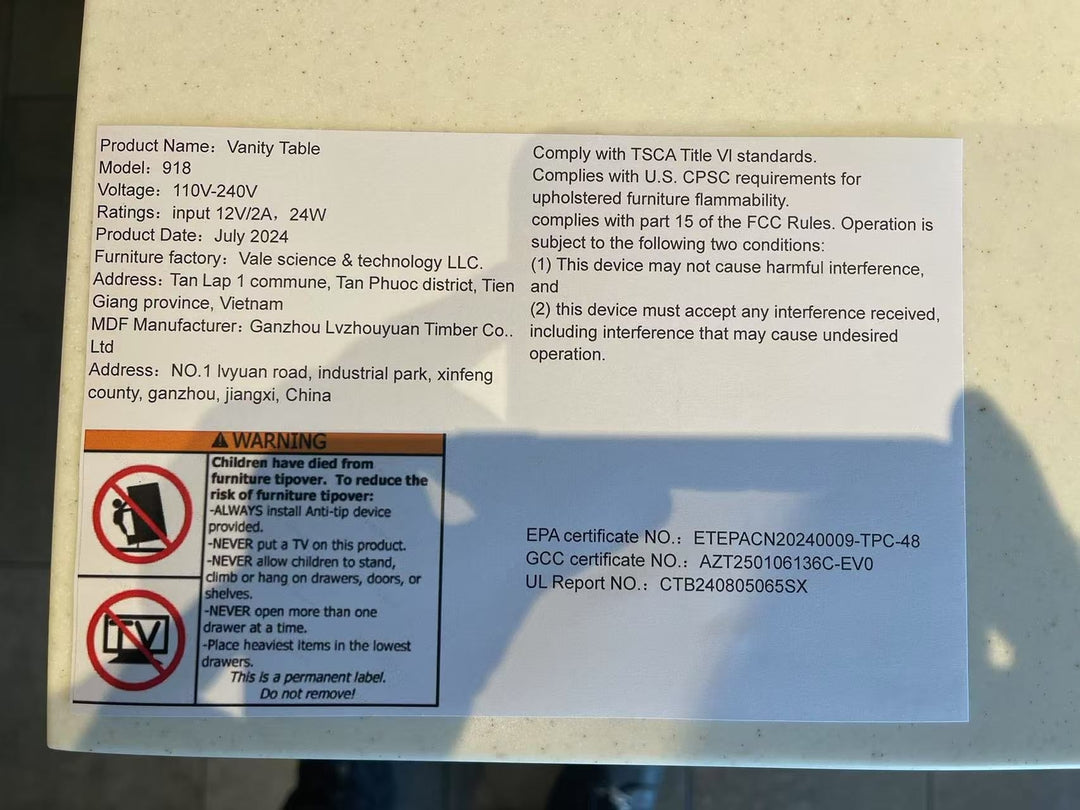 Product Name: Vanity Table
Model: 918
Voltage: 110V-240V
Ratings: input 12V/2A, 24W
Product Date: July 2024
Furniture factory: Vale science & technology LLC.
Address: Tan Lap 1 commune, Tan Phuoc district, Tien
Giang province, Vietnam
MDF Manufacturer: Ganzhou Lvzhouyuan Timber Co..
Ltd
Address: NO.1 lvyuan road, industrial park, xinfeng
county, ganzhou, jiangxi, China
Comply with TSCA Title VI standards.
Complies with U.S. CPSC requirements for
upholstered furniture flammability.
complies with part 15 of the FCC Rules. Operation is
subject to the following two conditions:
(1) This device may not cause harmful interference,
and
(2) this device must accept any interference received,
including interference that may cause undesired
operation.
WARNING
Children have died from
furniture tipover. To reduce the
risk of furniture tipover:
-ALWAYS install Anti-tip device
provided.
-NEVER put a TV on this product.
-NEVER allow children to stand,
climb or hang on drawers, doors, or
shelves.
-NEVER open more than one
drawer at a time.
-Place heaviest items in the lowest
drawers.
This is a permanent label.
Do not remove!
TV
EPA certificate NO.: ETEPACN20240009-TPC-48
GCC certificate NO.: AZT250106136C-EV0
UL Report NO.: CTB240805065SX